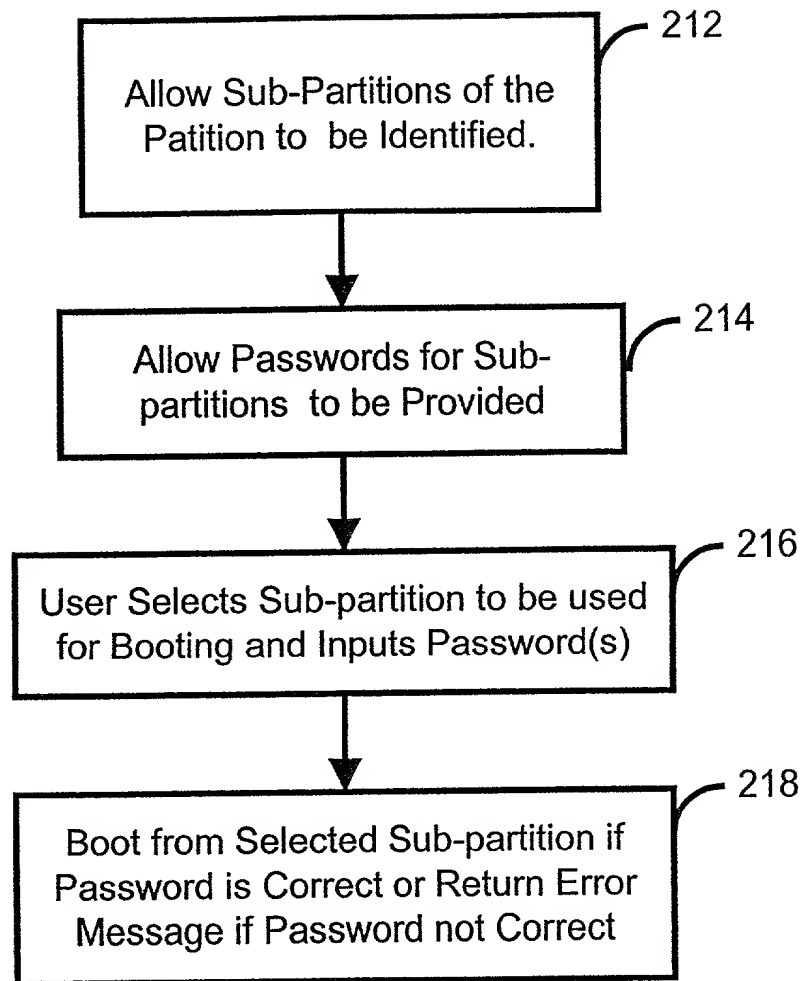 212
Allow Sub-Partitions of the
Patition to be Identified.
214
Allow Passwords for Sub-
partitions to be Provided
216
User Selects Sub-partition to be used
for Booting and Inputs Password(s)
218
Boot from Selected Sub-partition if
Password is Correct or Return Error
Message if Password not Correct